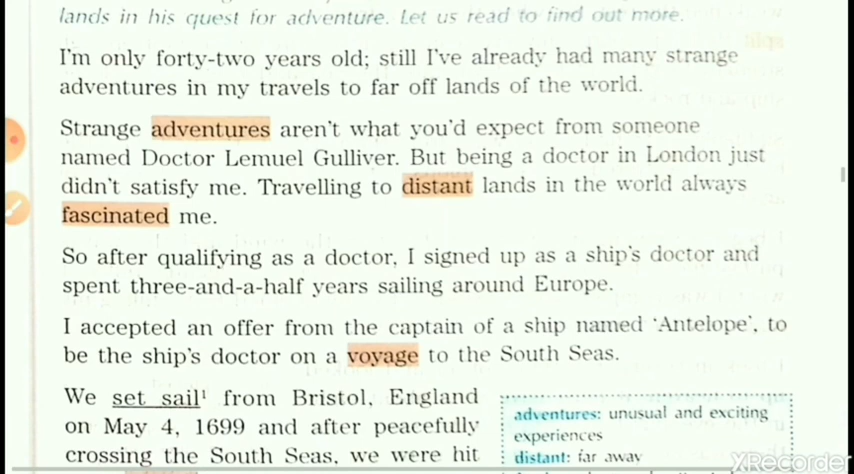 lands in his quest for adventure. Let us read to find out more.
I'm only forty-two years old; still I've already had many strange
adventures in my travels to far off lands of the world.
Strange adventures aren't what you'd expect from someone
named Doctor Lemuel Gulliver. But being a doctor in London just
didn't satisfy me. Travelling to distant lands in the world always
fascinated me.
So after qualifying as a doctor, I signed up as a ship's doctor and
spent three-and-a-half years sailing around Europe.
I accepted an offer from the captain of a ship named 'Antelope', to
be the ship's doctor on a voyage to the South Seas.
We set sail¹ from Bristol, England
on May 4, 1699 and after peacefully
crossing the South Seas, we were hit
adventures: unusual and exciting
experiences
distant: far away
XRecorder